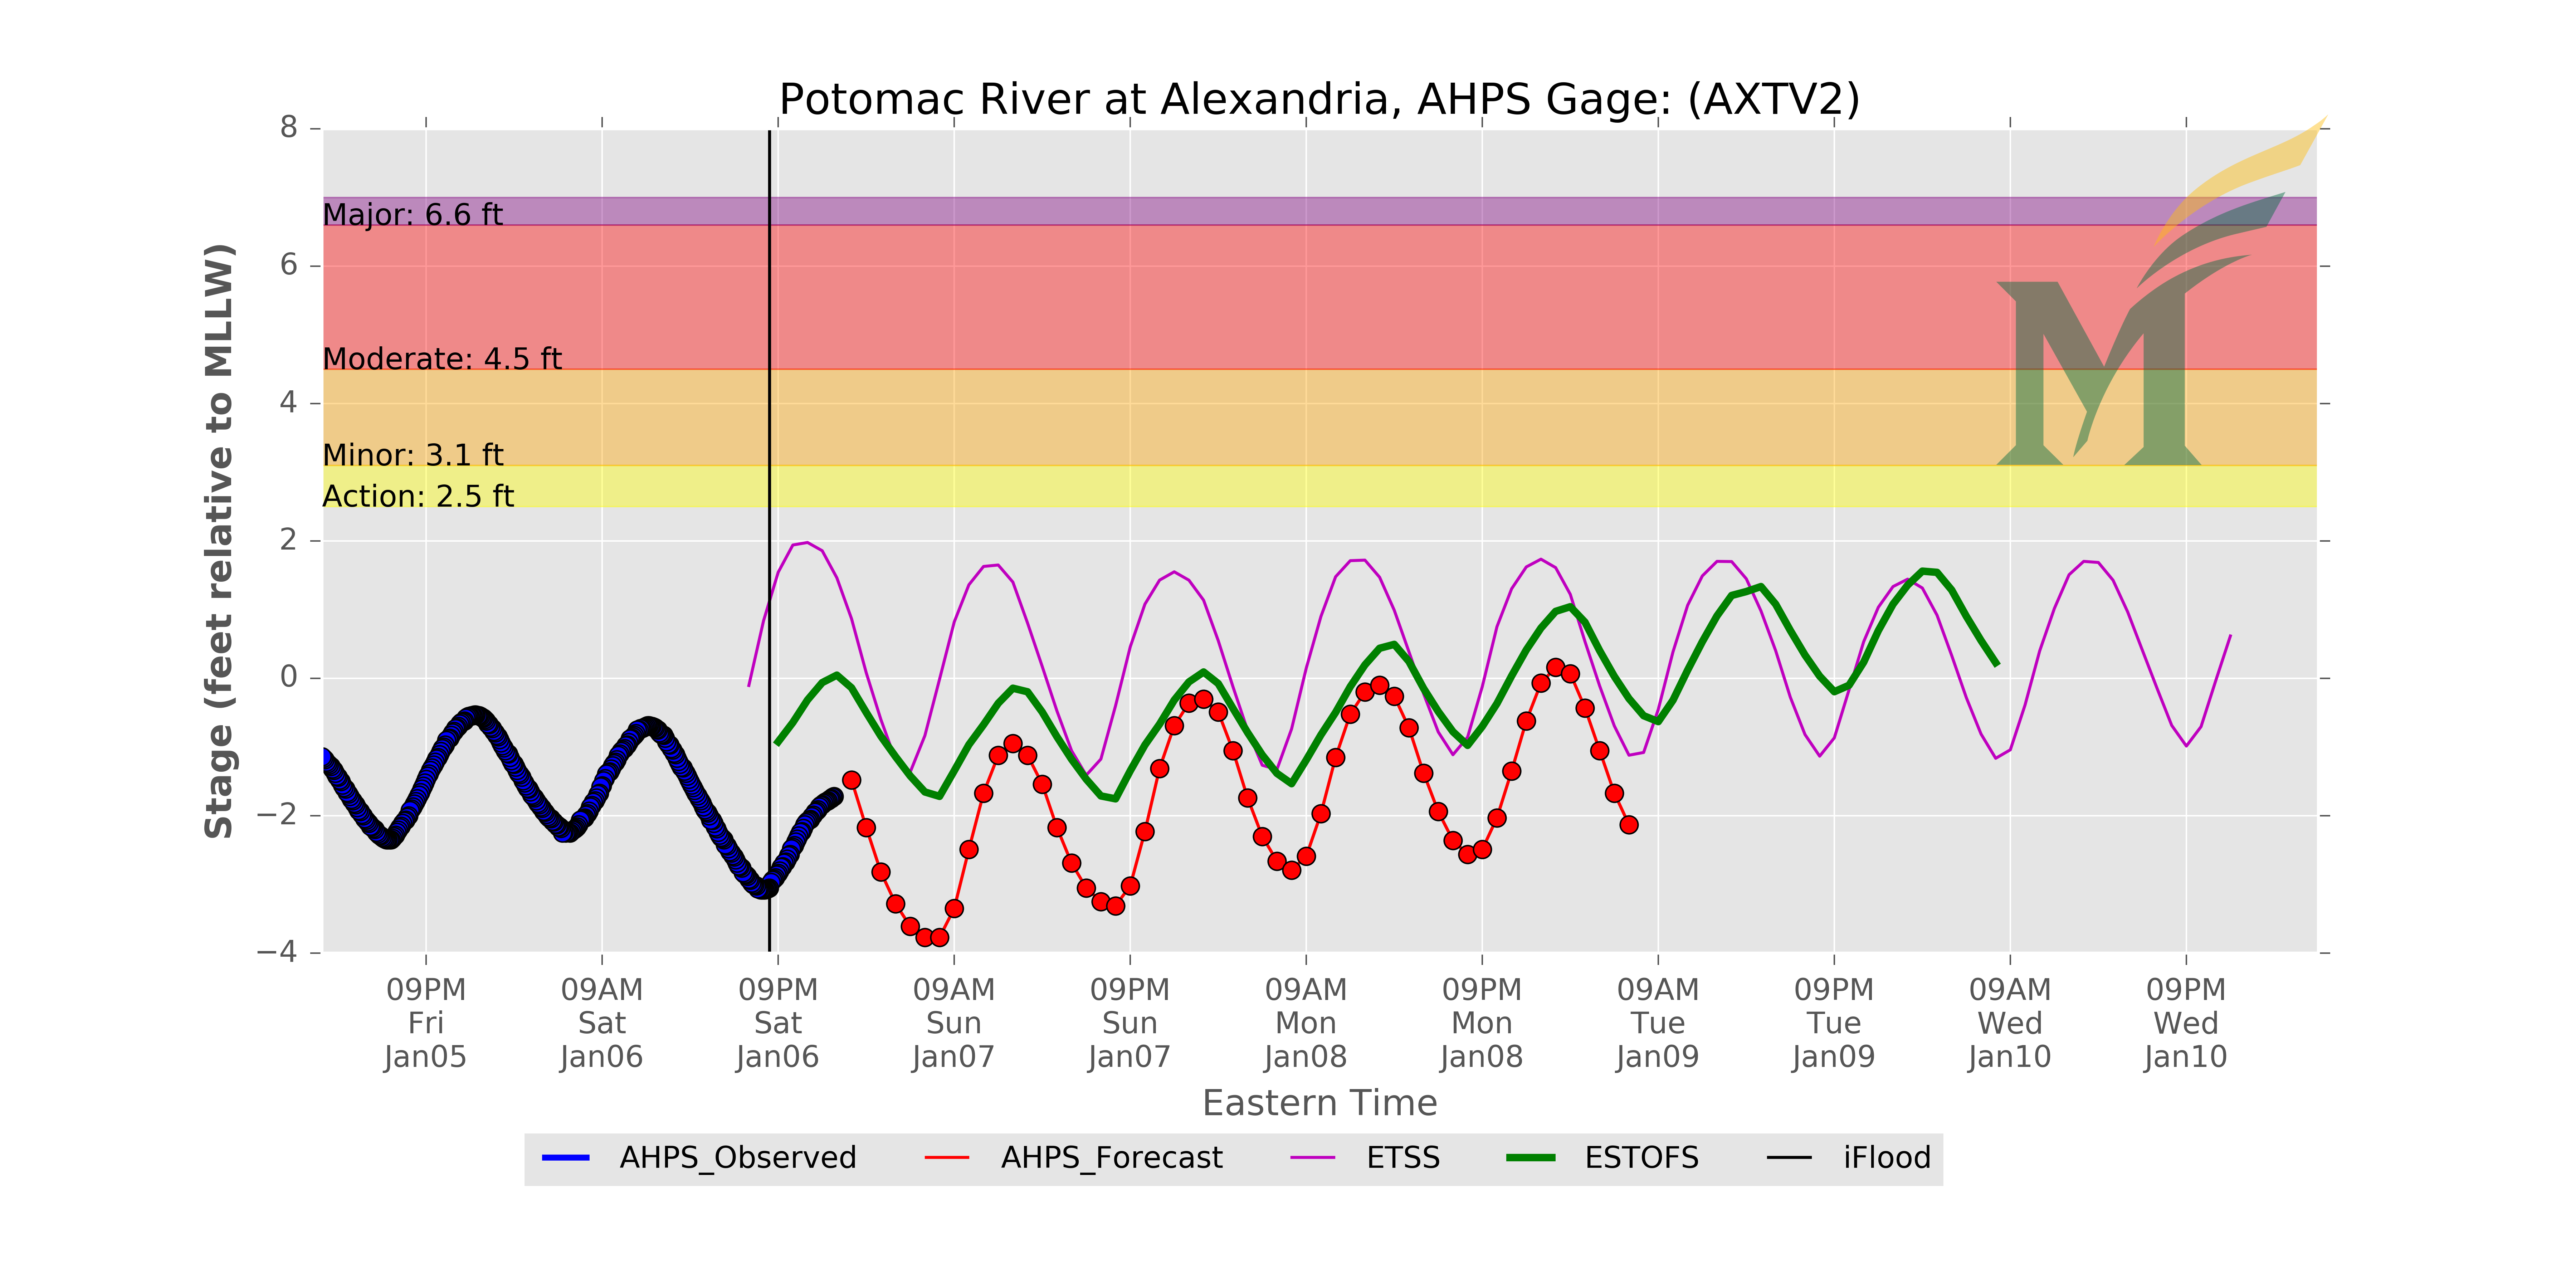 Potomac River at Alexandria, AHPS Gage: (AXTV2)
Stage (feet relative to MLLW)
8
6
4
2
0
−2
−4
Major: 6.6 ft
Moderate: 4.5 ft
Minor: 3.1 ft
Action: 2.5 ft
M
09PM 09AM 09PM 09AM 09PM 09AM 09PM 09AM 09PM 09AM 09PM
Fri Sat Sat Sun Sun Mon Mon Tue Tue Wed Wed
Jan05 Jan06 Jan06 Jan07 Jan07 Jan08 Jan08 Jan09 Jan09 Jan10 Jan10
Eastern Time
AHPS_Observed AHPS_Forecast ETSS ESTOFS iFlood